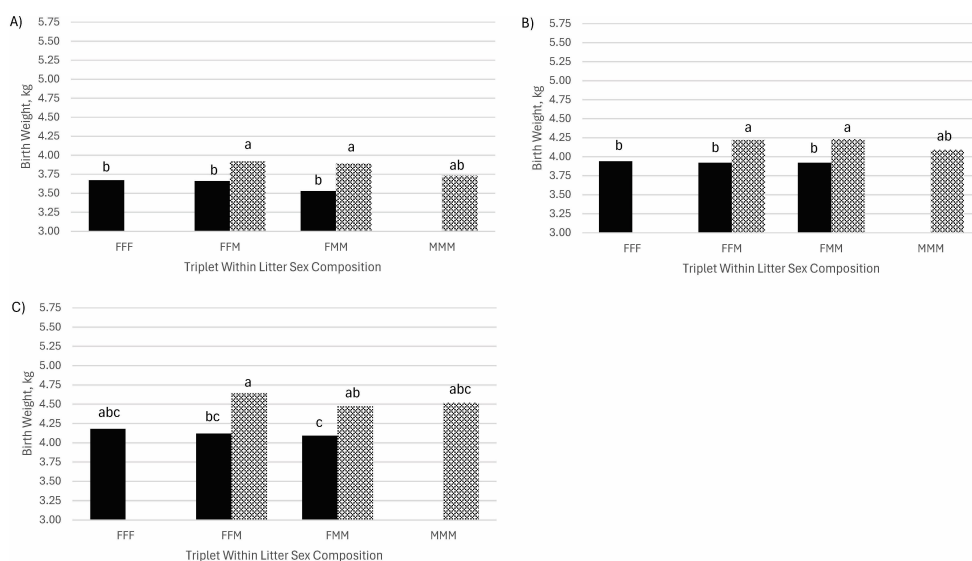 A)
Birth Weight, kg
5.75
5.50
5.25
5.00
4.75
4.50
4.25
4.00
3.75
3.50
3.25
3.00
b
b
a
b
a
ab
FFF
FFM
FMM
MMM
Triplet Within Litter Sex Composition
B)
Birth Weight, kg
5.75
5.50
5.25
5.00
4.75
4.50
4.25
4.00
3.75
3.50
3.25
3.00
b
b
a
b
a
ab
FFF
FFM
FMM
MMM
Triplet Within Litter Sex Composition
C)
Birth Weight, kg
5.75
5.50
5.25
5.00
4.75
4.50
4.25
4.00
3.75
3.50
3.25
3.00
abc
bc
a
c
ab
abc
FFF
FFM
FMM
MMM
Triplet Within Litter Sex Composition